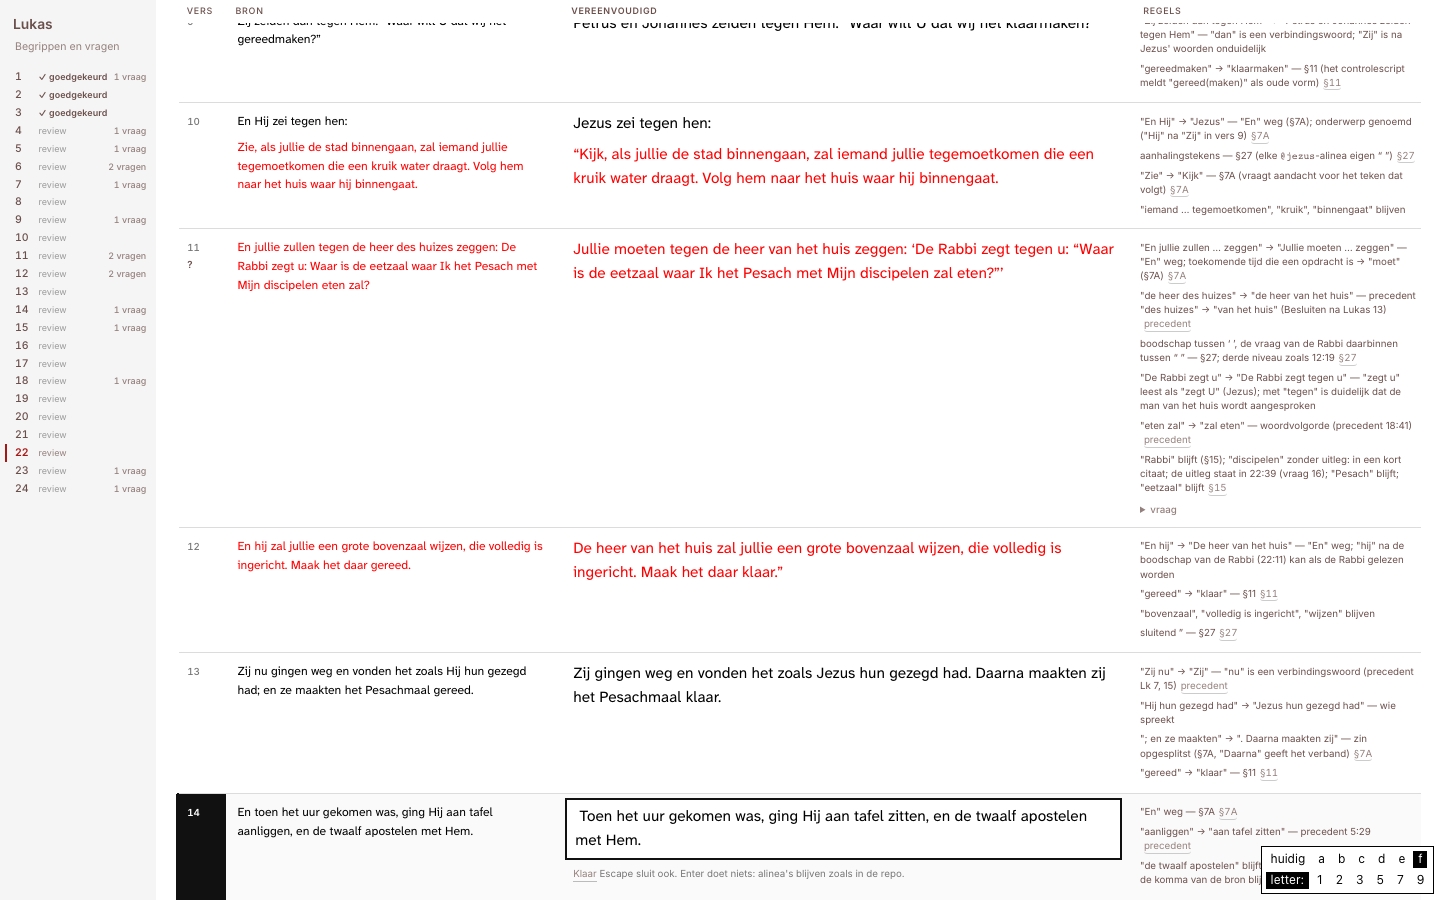 Lukas
Begrippen en vragen
1 ✓ goedgekeurd 1 vraag
2 ✓ goedgekeurd
3 ✓ goedgekeurd
4 review 1 vraag
5 review 1 vraag
6 review 2 vragen
7 review 1 vraag
8 review
9 review 1 vraag
10 review
11 review 2 vragen
12 review 2 vragen
13 review
14 review 1 vraag
15 review 1 vraag
16 review
17 review
18 review 1 vraag
19 review
20 review
21 review
22 review
23 review 1 vraag
24 review 1 vraag
VERS BRON VEREENVOUDIGD REGELS
gereedmaken?”
Petrus en Johannes zeiden tegen Hem: “Waar wilt U dat wij het klaarmaken?
tegen Hem" — "dan" is een verbindingswoord; "Zij" is na
Jezus' woorden onduidelijk
"gereedmaken" → "klaarmaken" — §11 (het controlescript
meldt "gereed(maken)" als oude vorm) §11
10
En Hij zei tegen hen:
Zie, als jullie de stad binnengaan, zal iemand jullie
tegemoetkomen die een kruik water draagt. Volg hem
naar het huis waar hij binnengaat.
Jezus zei tegen hen:
“Kijk, als jullie de stad binnengaan, zal iemand jullie tegemoetkomen die een
kruik water draagt. Volg hem naar het huis waar hij binnengaat.
"En Hij" → "Jezus" — "En" weg (§7A); onderwerp genoemd
("Hij" na "Zij" in vers 9) §7A
aanhalingstekens — §27 (elke @jezus-alinea eigen “ ”) §27
"Zie" → "Kijk" — §7A (vraagt aandacht voor het teken dat
volgt) §7A
"iemand ... tegemoetkomen", "kruik", "binnengaat" blijven
11
?
En jullie zullen tegen de heer des huizes zeggen: De
Rabbi zegt u: Waar is de eetzaal waar Ik het Pesach met
Mijn discipelen eten zal?
Jullie moeten tegen de heer van het huis zeggen: ‘De Rabbi zegt tegen u: “Waar
is de eetzaal waar Ik het Pesach met Mijn discipelen zal eten?”’
"En jullie zullen ... zeggen" → "Jullie moeten ... zeggen" —
"En" weg; toekomende tijd die een opdracht is → "moet"
(§7A) §7A
"de heer des huizes" → "de heer van het huis" — precedent
"des huizes" → "van het huis" (Besluiten na Lukas 13)
precedent
boodschap tussen ‘ ’, de vraag van de Rabbi daarbinnen
tussen “ ” — §27; derde niveau zoals 12:19 §27
"De Rabbi zegt u" → "De Rabbi zegt tegen u" — "zegt u"
leest als "zegt U" (Jezus); met "tegen" is duidelijk dat de
man van het huis wordt aangesproken
"eten zal" → "zal eten" — woordvolgorde (precedent 18:41)
precedent
"Rabbi" blijft (§15); "discipelen" zonder uitleg: in een kort
citaat; de uitleg staat in 22:39 (vraag 16); "Pesach" blijft;
"eetzaal" blijft §15
▶ vraag
12
En hij zal jullie een grote bovenzaal wijzen, die volledig is
ingericht. Maak het daar gereed.
De heer van het huis zal jullie een grote bovenzaal wijzen, die volledig is
ingericht. Maak het daar klaar.”
"En hij" → "De heer van het huis" — "En" weg; "hij" na de
boodschap van de Rabbi (22:11) kan als de Rabbi gelezen
worden
"gereed" → "klaar" — §11 §11
"bovenzaal", "volledig is ingericht", "wijzen" blijven
sluitend ” — §27 §27
13
Zij nu gingen weg en vonden het zoals Hij hun gezegd
had; en ze maakten het Pesachmaal gereed.
Zij gingen weg en vonden het zoals Jezus hun gezegd had. Daarna maakten zij
het Pesachmaal klaar.
"Zij nu" → "Zij" — "nu" is een verbindingswoord (precedent
Lk 7, 15) precedent
"Hij hun gezegd had" → "Jezus hun gezegd had" — wie
spreekt
"; en ze maakten" → ". Daarna maakten zij" — zin
opgesplitst (§7A, "Daarna" geeft het verband) §7A
"gereed" → "klaar" — §11 §11
14
En toen het uur gekomen was, ging Hij aan tafel
aanliggen, en de twaalf apostelen met Hem.
Toen het uur gekomen was, ging Hij aan tafel zitten, en de twaalf apostelen
met Hem.
Klaar Escape sluit ook. Enter doet niets: alinea's blijven zoals in de repo.
"En" weg — §7A §7A
"aanliggen" → "aan tafel zitten" — precedent 5:29
precedent
"de twaalf apostelen"
de komma van de bron
huidig a b c d e f
letter: 1 2 3 5 7 9